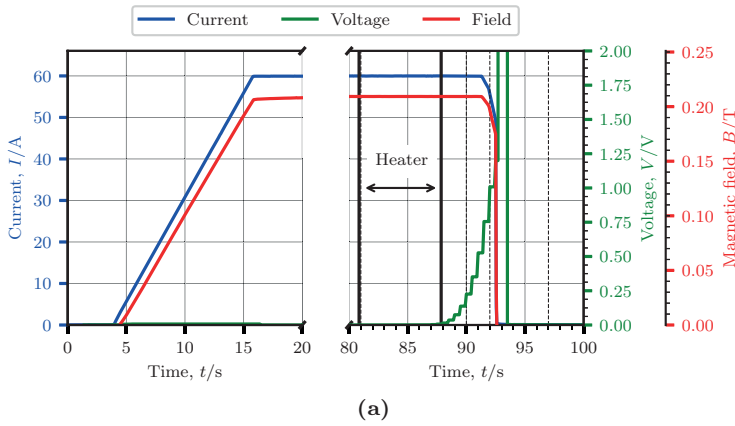 Current Voltage Field
60
50
40
30
20
10
0
Current, I/A
0 5 10 15 20
Time, t/s
Heater
80 85 90 95 100
Time, t/s
2.00
1.75
1.50
1.25
1.00
0.75
0.50
0.25
0.00
Voltage, V/V
0.25
0.20
0.15
0.10
0.05
0.00
Magnetic field, B/T
(a)